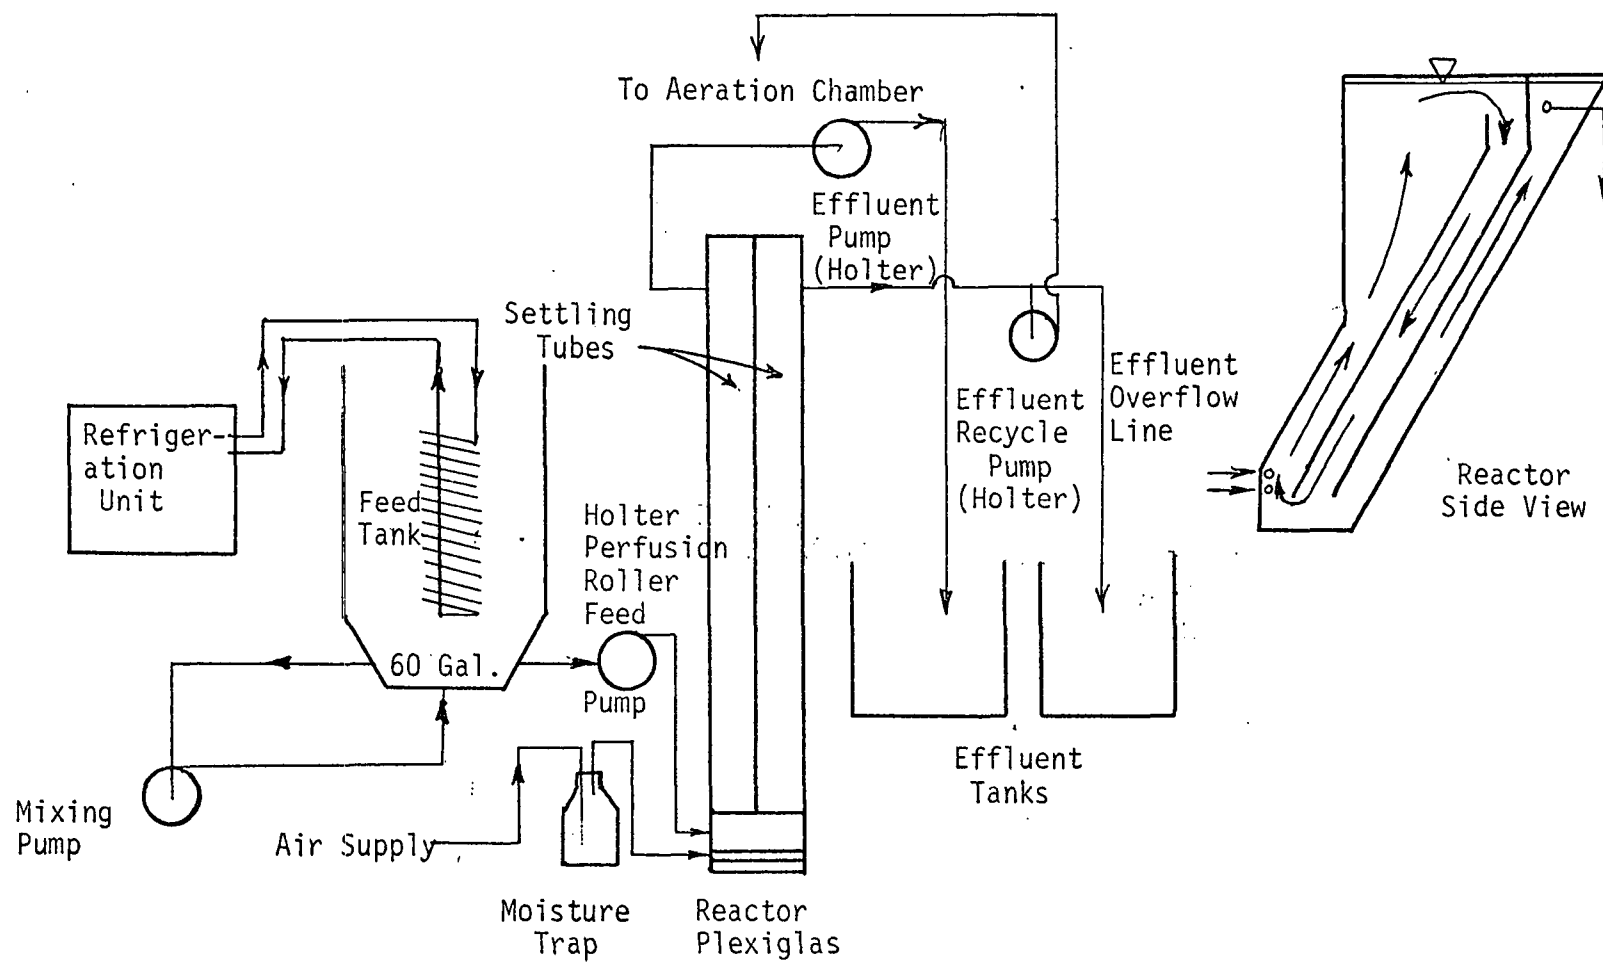 To Aeration Chamber
Effluent
Pump
(Holter)
Settling
Tubes
Refriger-
ation
Unit
Feed
Tank
Effluent
Recycle
Pump
(Holter)
Effluent
Overflow
Line
Reactor
Side View
Holter
Perfusion
Roller
Feed
Pump
60 Gal.
Mixing
Pump
Air Supply
Moisture
Trap
Reactor
Plexiglas
Effluent
Tanks